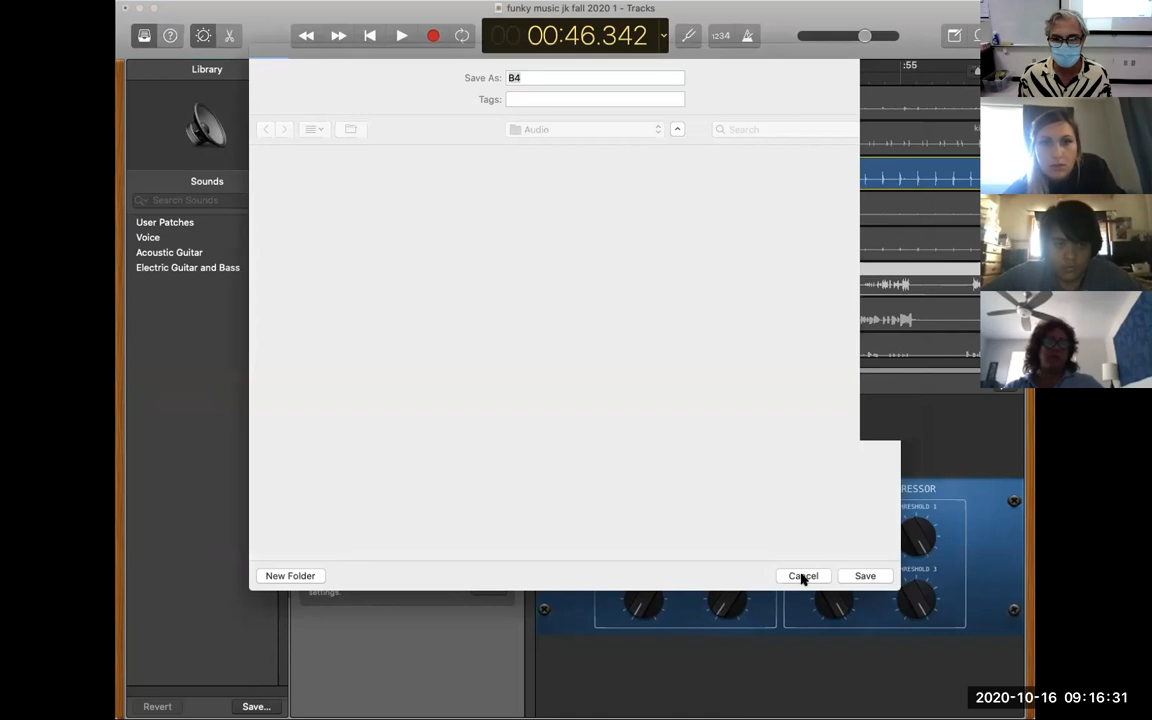 funky music jk fall 2020 1 - Tracks
00:46.342
1234
Library
:55
Save As: B4
Tags:
Audio
Search
Sounds
Search Sounds
User Patches
Voice
Acoustic Guitar
Electric Guitar and Bass
RESSOR
THRESHOLD 1
THRESHOLD 3
New Folder
Cancel
Save
settings.
Revert
Save...
2020-10-16 09:16:31